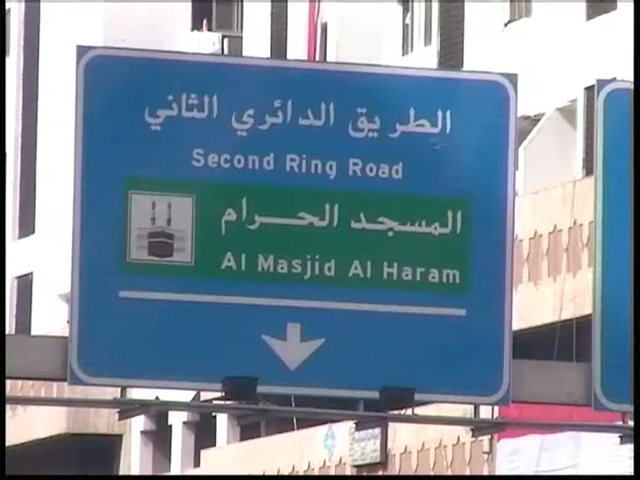 الطريق الدائري الثاني
Second Ring Road
المسجد الحرام
Al Masjid Al Haram